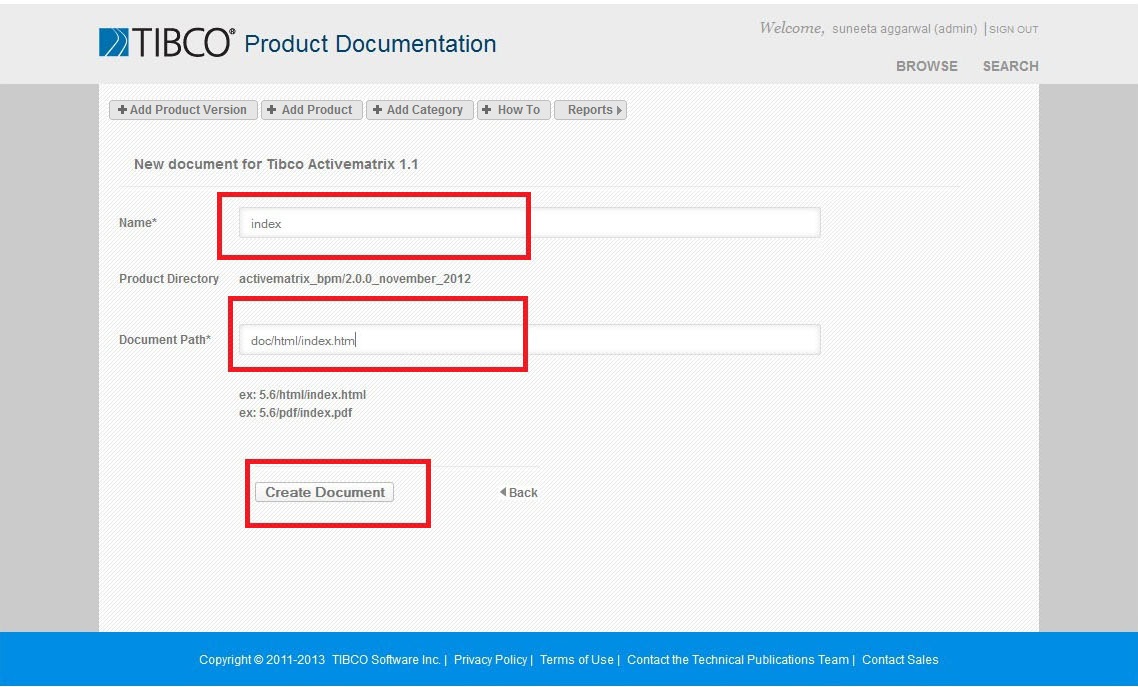 TIBCO® Product Documentation
Welcome, suneeta aggarwal (admin) | SIGN OUT
BROWSE SEARCH
Add Product Version Add Product Add Category How To Reports
New document for Tibco Activematrix 1.1
Name* index
Product Directory activematrix_bpm/2.0.0_november_2012
Document Path* doc/html/index.htm
ex: 5.6/html/index.html
ex: 5.6/pdf/index.pdf
Create Document Back
Copyright © 2011-2013 TIBCO Software Inc. | Privacy Policy | Terms of Use | Contact the Technical Publications Team | Contact Sales